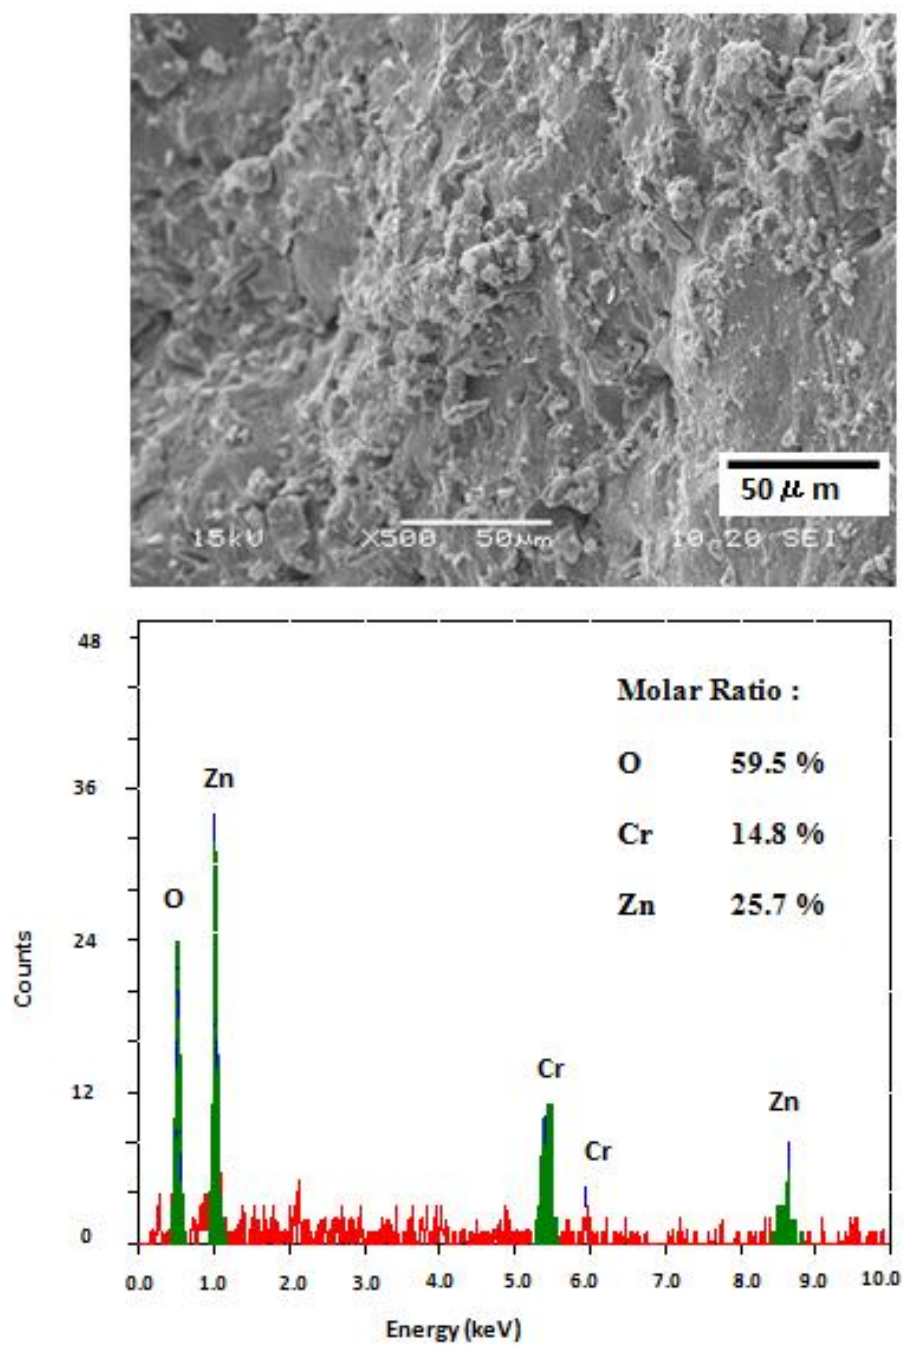 50 μ m
15kU X500 50μm 10 20 SEI
48
Molar Ratio :
O 59.5 %
Cr 14.8 %
Zn 25.7 %
Zn
36
O
24
Counts
Cr
12
Zn
Cr
0
0.0 1.0 2.0 3.0 4.0 5.0 6.0 7.0 8.0 9.0 10.0
Energy (keV)